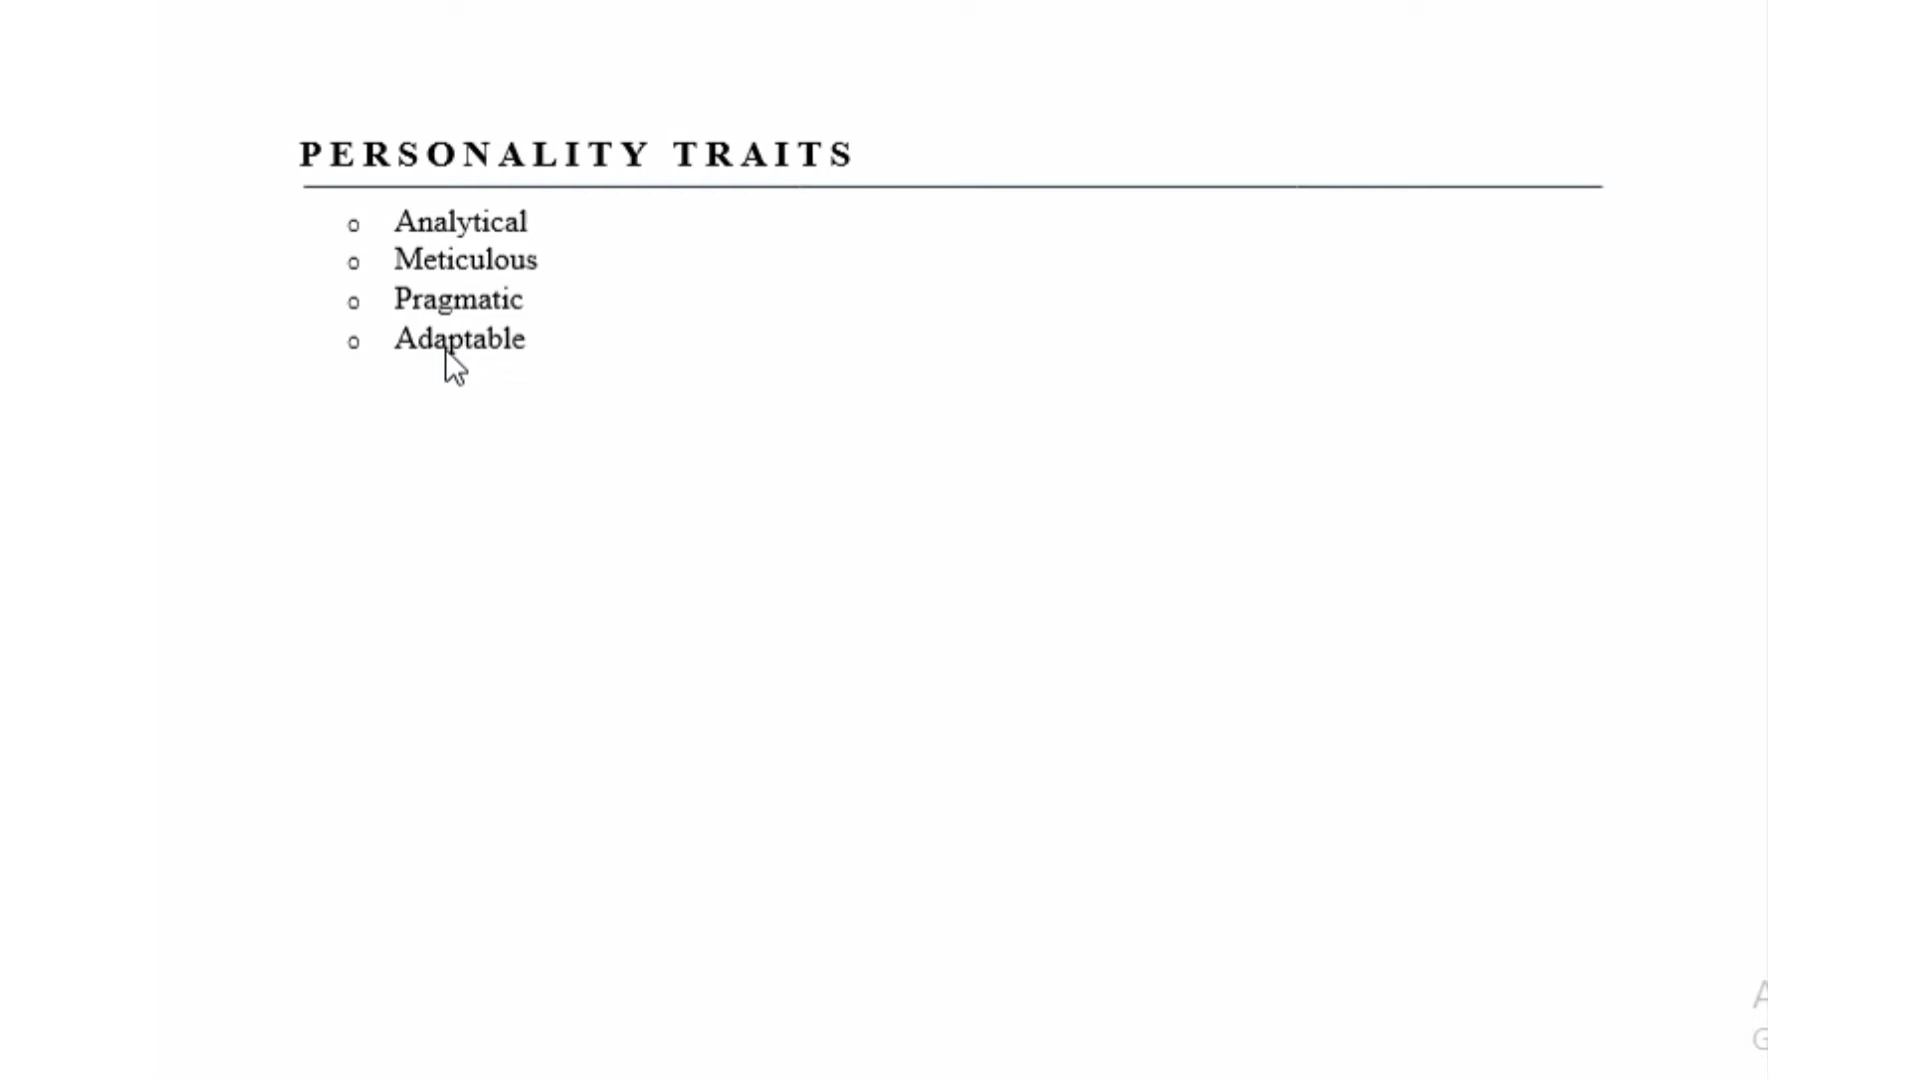 PERSONALITY TRAITS
o Analytical
o Meticulous
o Pragmatic
o Adaptable